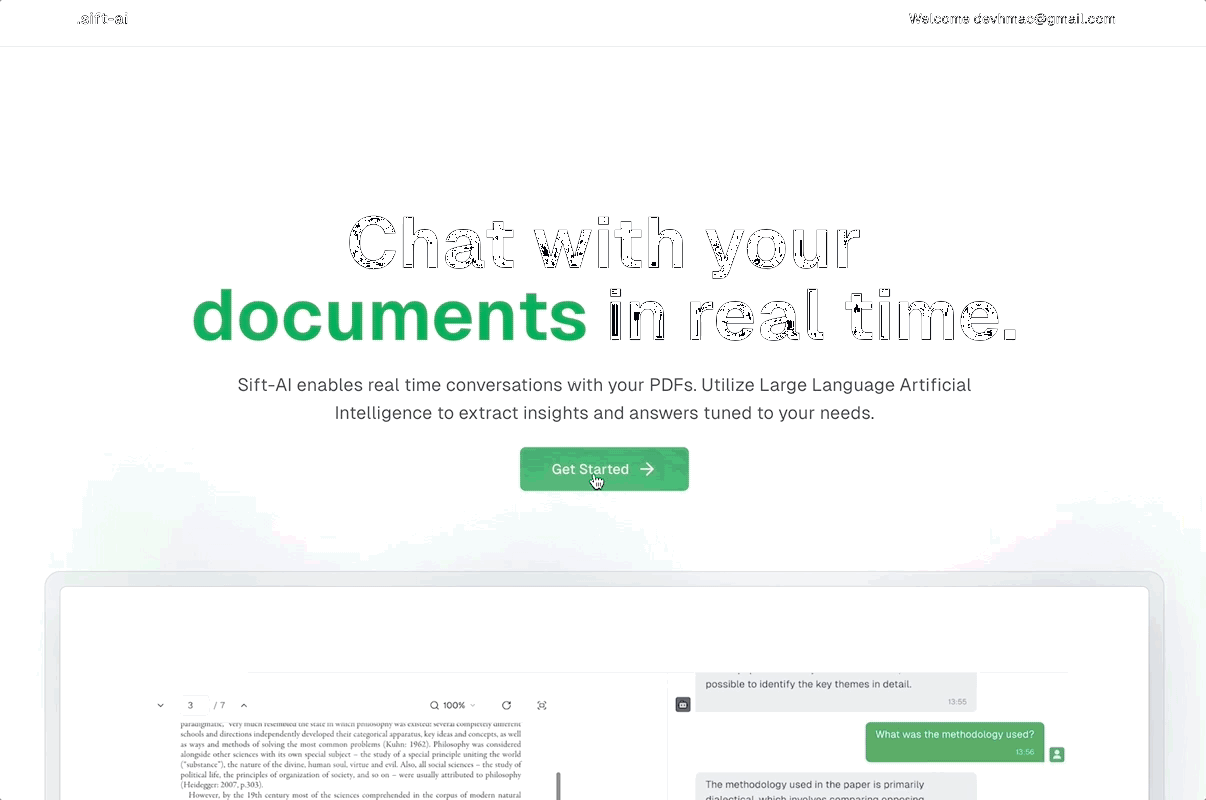 .sift-ai
Welcome devhmac@gmail.com
Chat with your
documents in real time.
Sift-AI enables real time conversations with your PDFs. Utilize Large Language Artificial
Intelligence to extract insights and answers tuned to your needs.
Get Started →
3 / 7
100%
paradigmatic. Very much resembled the state in which philosophy was existed: several completely different
schools and directions independently developed their categorical apparatus, key ideas and concepts, as well
as ways and methods of solving the most common problems (Kuhn: 1962). Philosophy was considered
alongside other sciences with its own special subject – the study of a special principle uniting the world
("substance"), the nature of the divine, human soul, virtue and evil. Also, all social sciences – the study of
political life, the principles of organization of society, and so on – were usually attributed to philosophy
(Heidegger: 2007, p.303).
However, by the 19th century most of the sciences comprehended in the corpus of modern natural
possible to identify the key themes in detail.
13:55
What was the methodology used?
13:56
The methodology used in the paper is primarily
dialectical, which involves comparing opposing